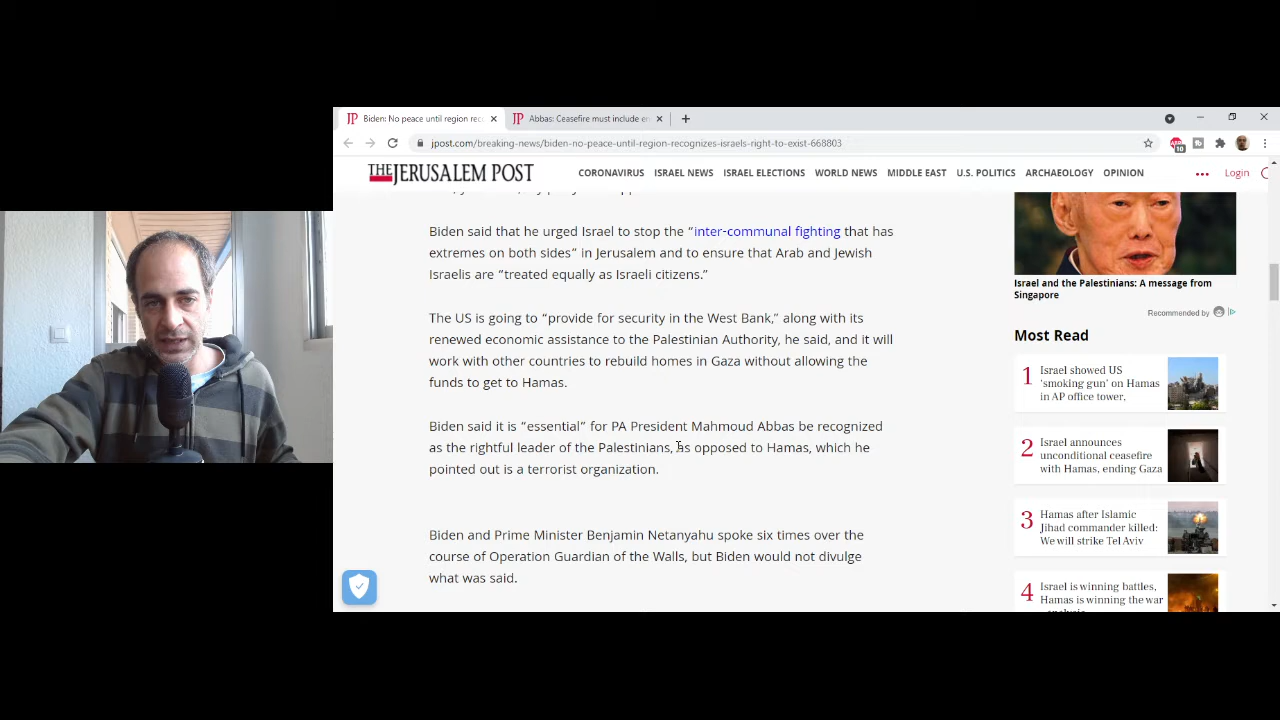 Biden: No peace until region rec
Abbas: Ceasefire must include en
jpost.com/breaking-news/biden-no-peace-until-region-recognizes-israels-right-to-exist-668803
10
THE JERUSALEM POST
CORONAVIRUS ISRAEL NEWS ISRAEL ELECTIONS WORLD NEWS MIDDLE EAST U.S. POLITICS ARCHAEOLOGY OPINION
Login
Biden said that he urged Israel to stop the “inter-communal fighting that has
extremes on both sides” in Jerusalem and to ensure that Arab and Jewish
Israelis are “treated equally as Israeli citizens.”
The US is going to “provide for security in the West Bank,” along with its
renewed economic assistance to the Palestinian Authority, he said, and it will
work with other countries to rebuild homes in Gaza without allowing the
funds to get to Hamas.
Biden said it is “essential” for PA President Mahmoud Abbas be recognized
as the rightful leader of the Palestinians, as opposed to Hamas, which he
pointed out is a terrorist organization.
Biden and Prime Minister Benjamin Netanyahu spoke six times over the
course of Operation Guardian of the Walls, but Biden would not divulge
what was said.
Israel and the Palestinians: A message from
Singapore
Recommended by
Most Read
1 Israel showed US
‘smoking gun’ on Hamas
in AP office tower,
2 Israel announces
unconditional ceasefire
with Hamas, ending Gaza
3 Hamas after Islamic
Jihad commander killed:
We will strike Tel Aviv
4 Israel is winning battles,
Hamas is winning the war